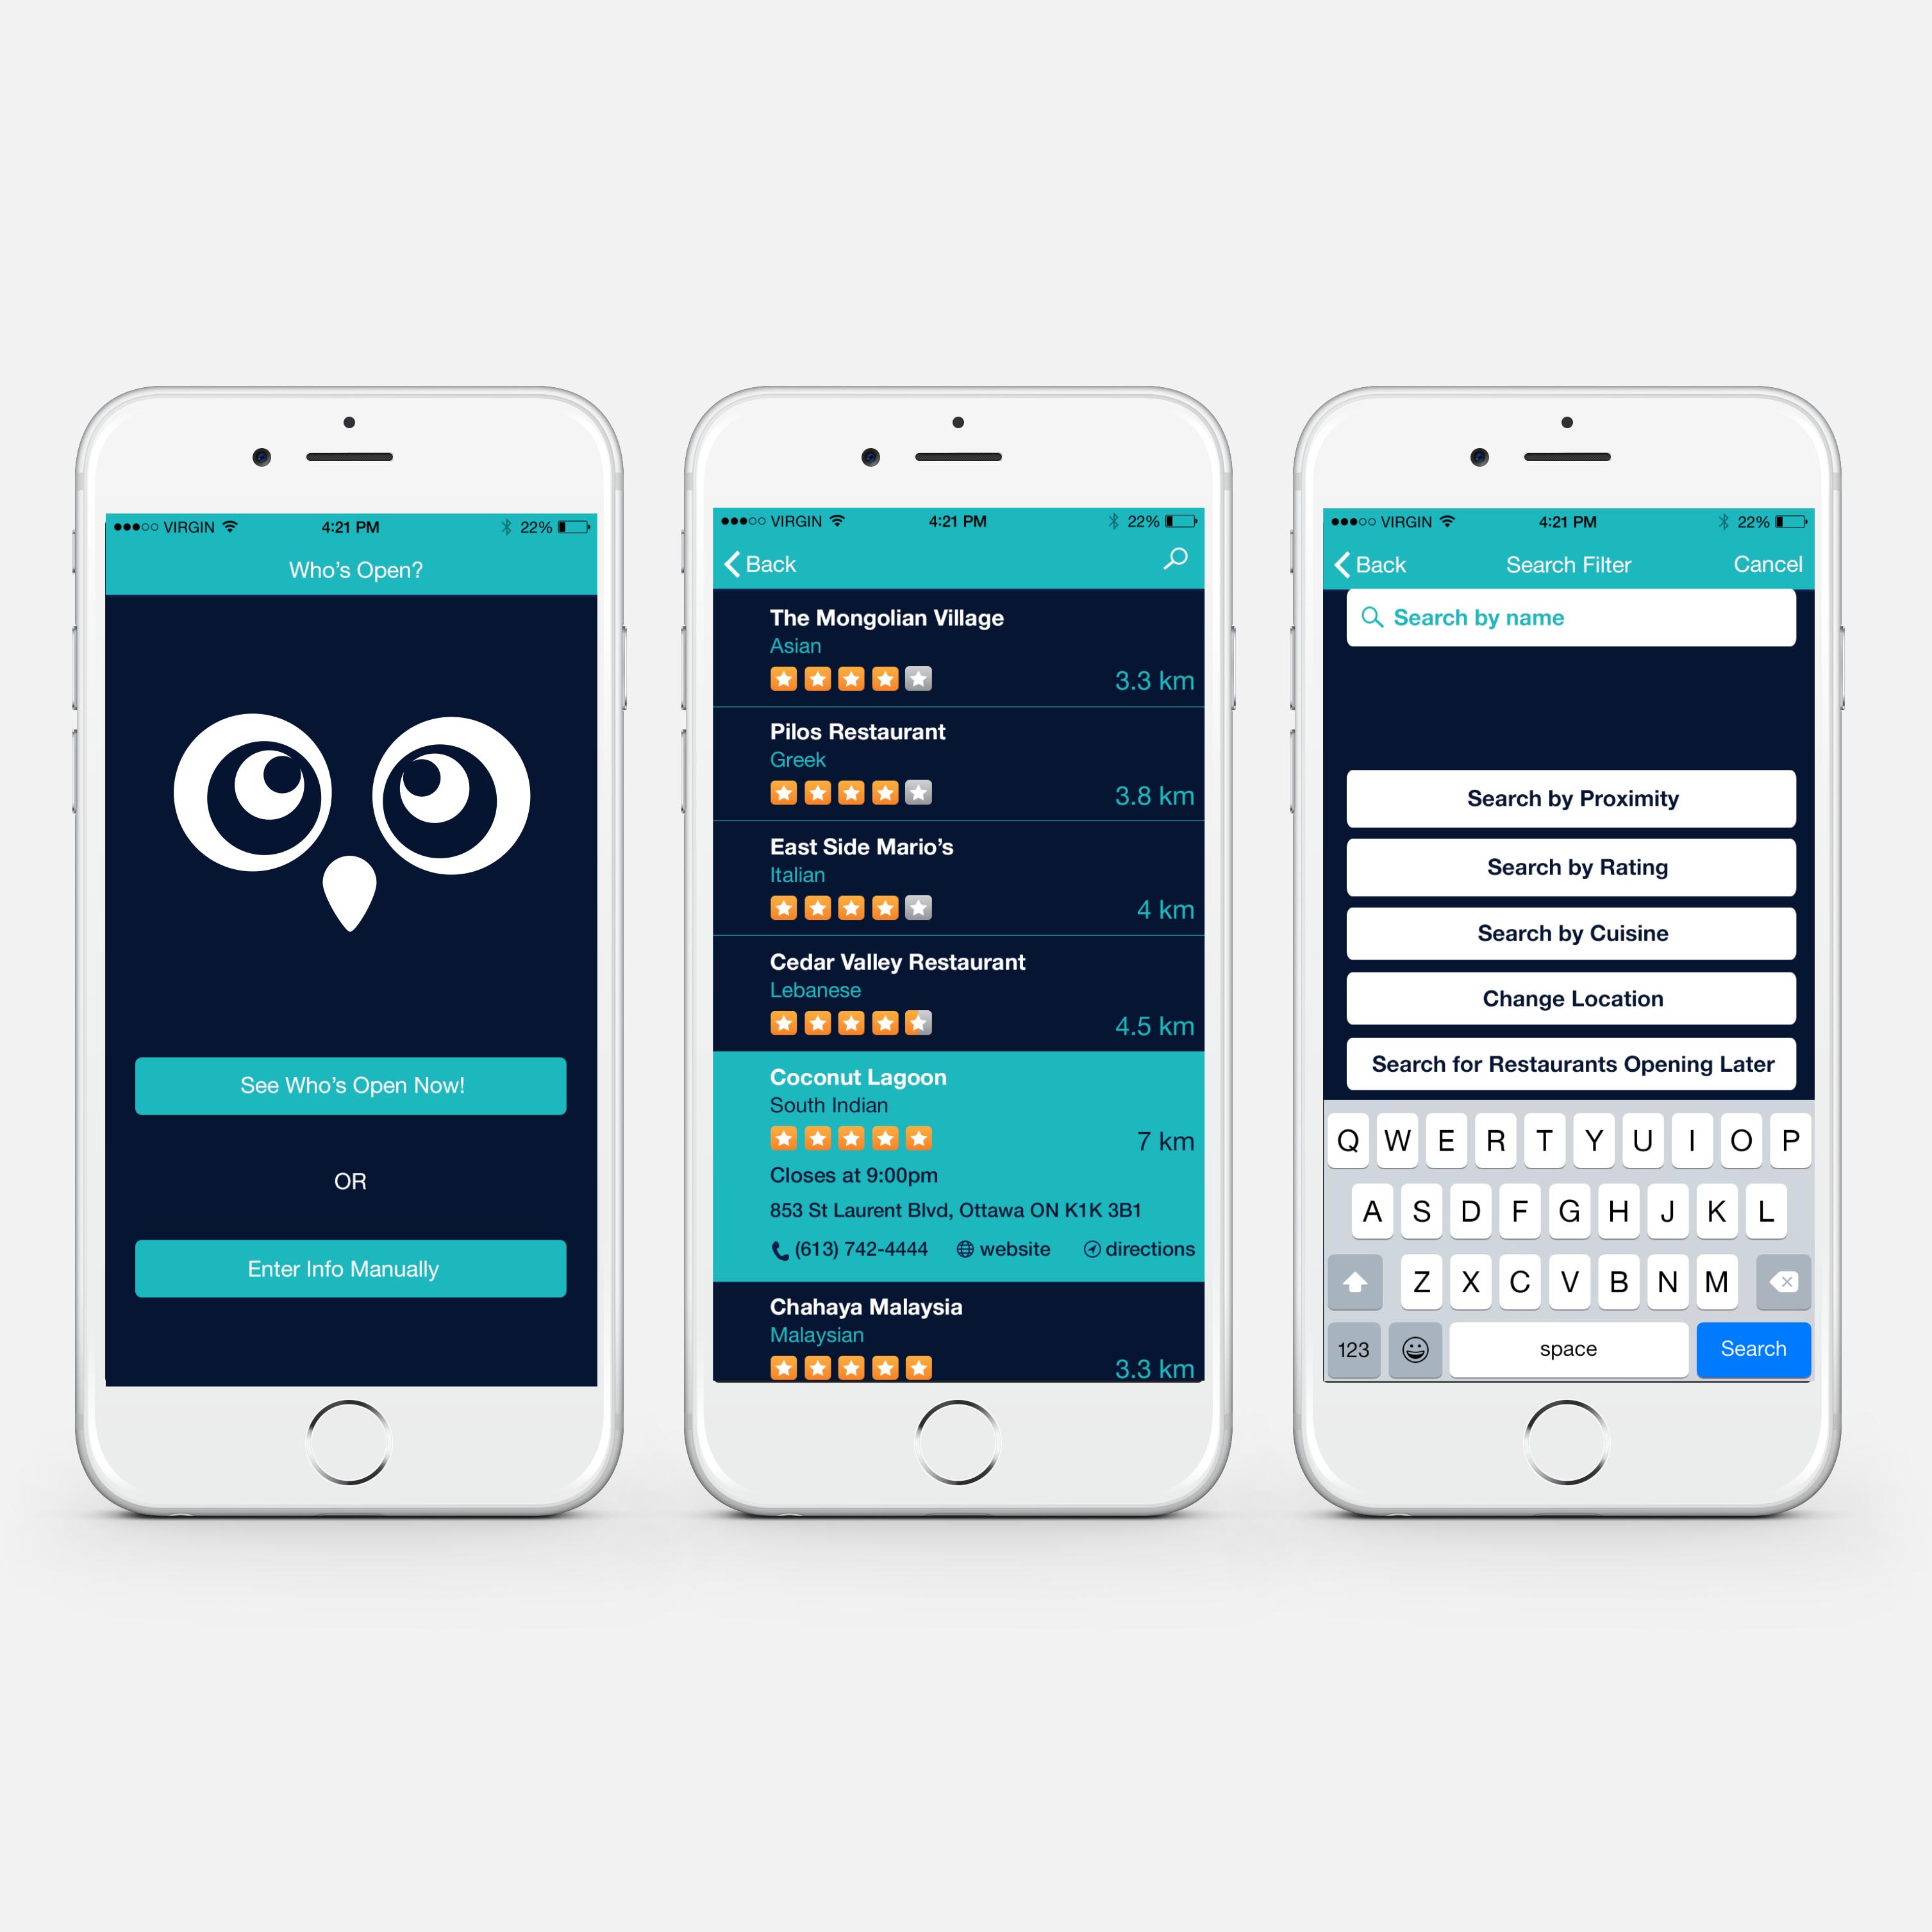 VIRGIN 4:21 PM 22%
Who's Open?
See Who's Open Now!
OR
Enter Info Manually
VIRGIN 4:21 PM 22%
Back
The Mongolian Village
Asian
3.3 km
Pilos Restaurant
Greek
3.8 km
East Side Mario's
Italian
4 km
Cedar Valley Restaurant
Lebanese
4.5 km
Coconut Lagoon
South Indian
7 km
Closes at 9:00pm
853 St Laurent Blvd, Ottawa ON K1K 3B1
(613) 742-4444 website directions
Chahaya Malaysia
Malaysian
3.3 km
VIRGIN 4:21 PM 22%
Back Search Filter Cancel
Search by name
Search by Proximity
Search by Rating
Search by Cuisine
Change Location
Search for Restaurants Opening Later
Q W E R T Y U I O P
A S D F G H J K L
Z X C V B N M
123 space Search